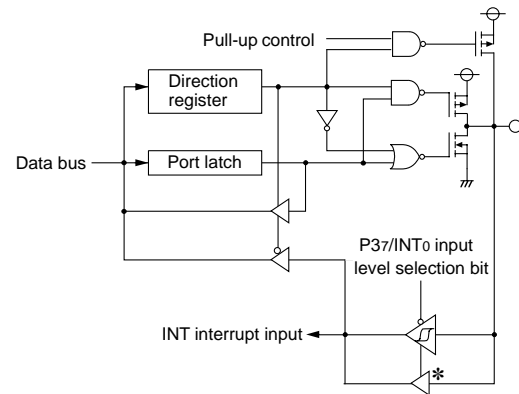 Pull-up control
Direction
register
Data bus
Port latch
P37/INT0 input
level selection bit
INT interrupt input
*